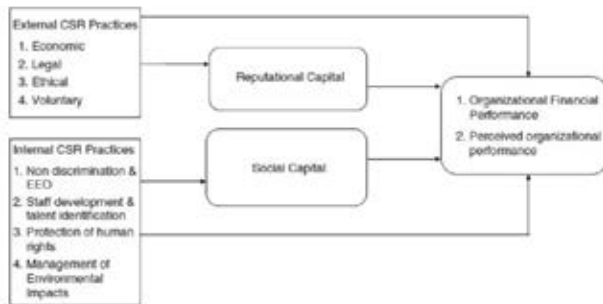 External CSR Practices
1. Economic
2. Legal
3. Ethical
4. Voluntary
Reputational Capital
1. Organizational Financial
Performance
2. Perceived organizational
performance
Internal CSR Practices
1. Non discrimination &
EEO
2. Staff development &
talent identification
3. Protection of human
rights
4. Management of
Environmental
Impacts
Social Capital